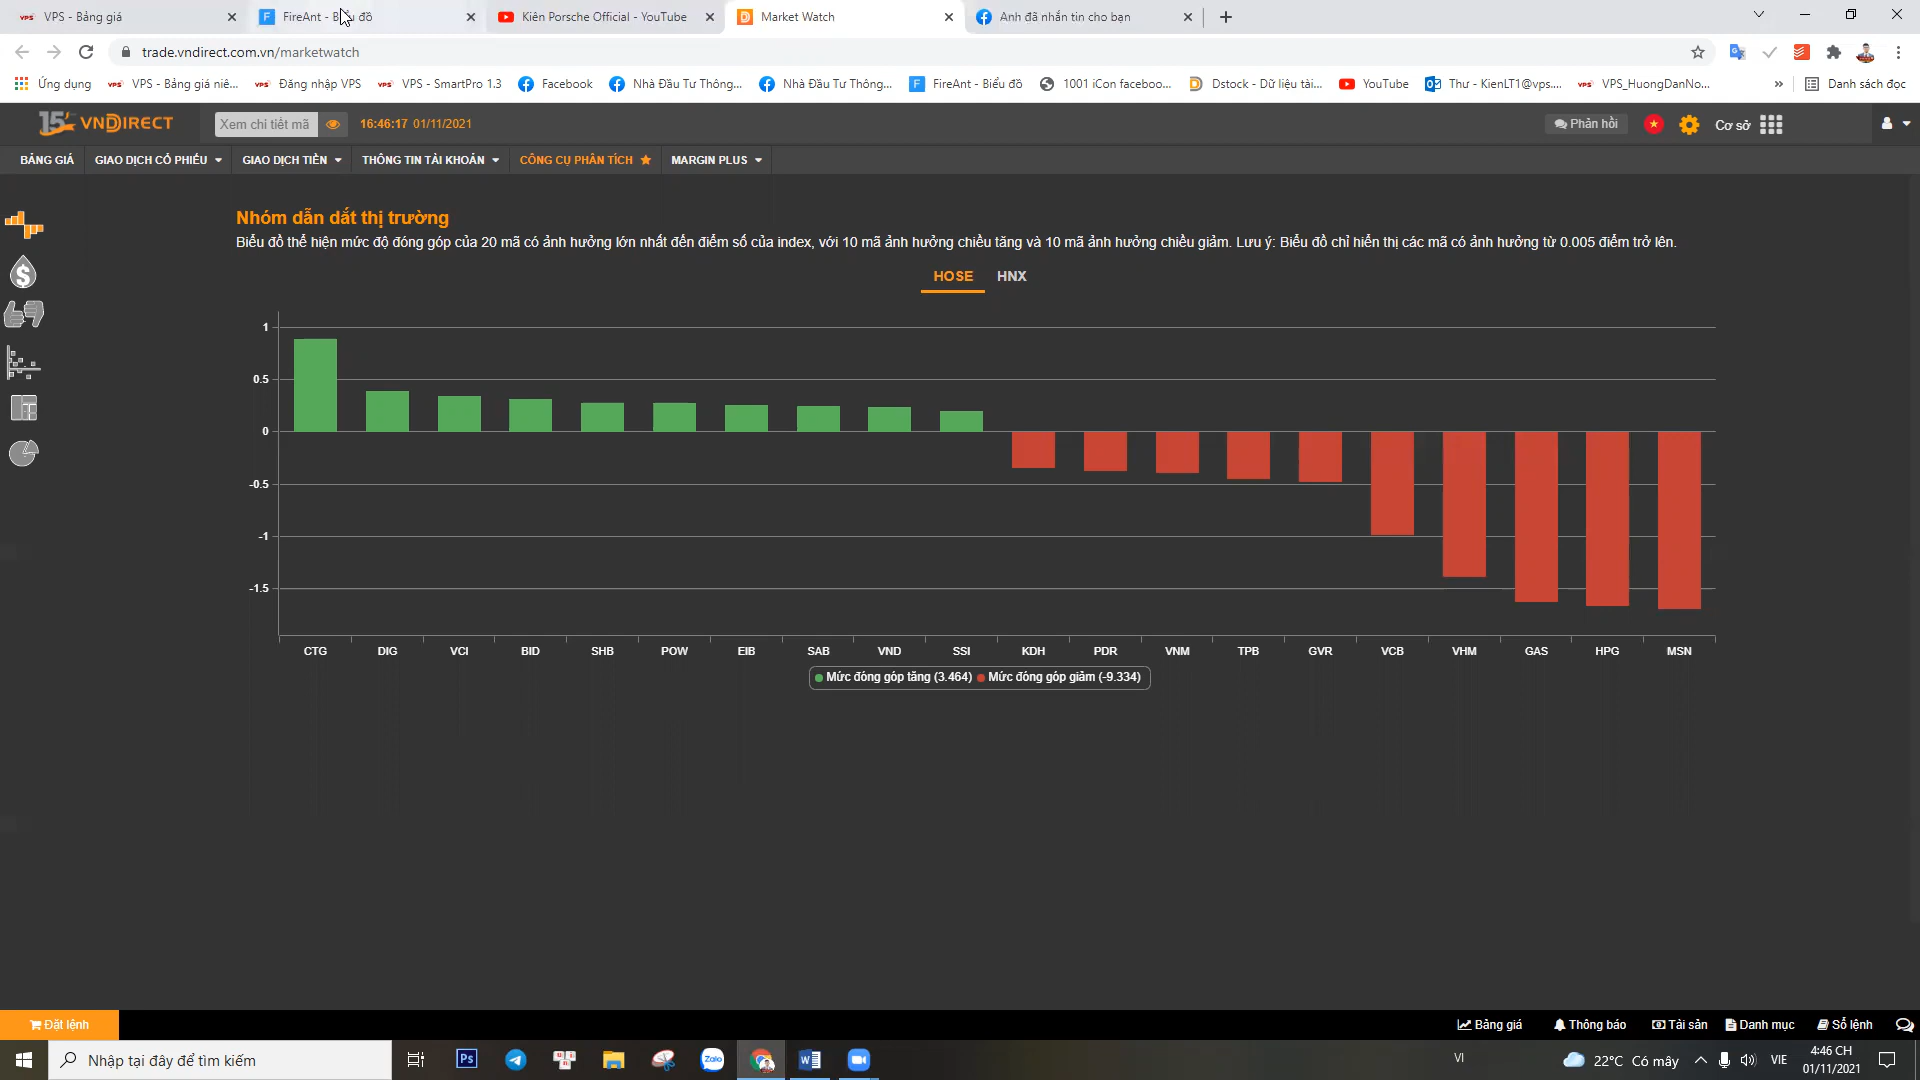 VPS - Bảng giá
FireAnt - Biểu đồ
Kiên Porsche Official - YouTube
Market Watch
Anh đã nhắn tin cho bạn
trade.vndirect.com.vn/marketwatch
Ứng dụng
VPS - Bảng giá niê...
Đăng nhập VPS
VPS - SmartPro 1.3
Facebook
Nhà Đầu Tư Thông...
Nhà Đầu Tư Thông...
FireAnt - Biểu đồ
1001 iCon faceboo...
Dstock - Dữ liệu tài...
YouTube
Thư - KienLT1@vps....
VPS_HuongDanNo...
Danh sách đọc
15 VNDIRECT
Xem chi tiết mã
16:46:17 01/11/2021
Phản hồi
Cơ sở
BẢNG GIÁ
GIAO DỊCH CỔ PHIẾU
GIAO DỊCH TIỀN
THÔNG TIN TÀI KHOẢN
CÔNG CỤ PHÂN TÍCH
MARGIN PLUS
Nhóm dẫn dắt thị trường
Biểu đồ thể hiện mức độ đóng góp của 20 mã có ảnh hưởng lớn nhất đến điểm số của index, với 10 mã ảnh hưởng chiều tăng và 10 mã ảnh hưởng chiều giảm. Lưu ý: Biểu đồ chỉ hiển thị các mã có ảnh hưởng từ 0.005 điểm trở lên.
HOSE HNX
1
0.5
0
-0.5
-1
-1.5
CTG DIG VCI BID SHB POW EIB SAB VND SSI KDH PDR VNM TPB GVR VCB VHM GAS HPG MSN
Mức đóng góp tăng (3.464) Mức đóng góp giảm (-9.334)
Đặt lệnh
Bảng giá
Thông báo
Tài sản
Danh mục
Sổ lệnh
Nhập tại đây để tìm kiếm
Ps
Zalo
VI
22°C Có mây
VIE
4:46 CH
01/11/2021